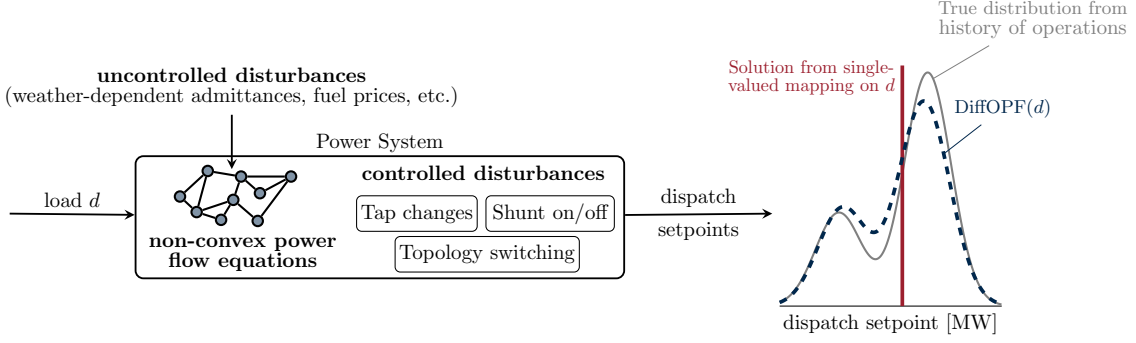 uncontrolled disturbances
(weather-dependent admittances, fuel prices, etc.)
Power System
load d
non-convex power
flow equations
controlled disturbances
Tap changes
Shunt on/off
Topology switching
dispatch
setpoints
True distribution from
history of operations
Solution from single-
valued mapping on d
DiffOPF(d)
dispatch setpoint [MW]